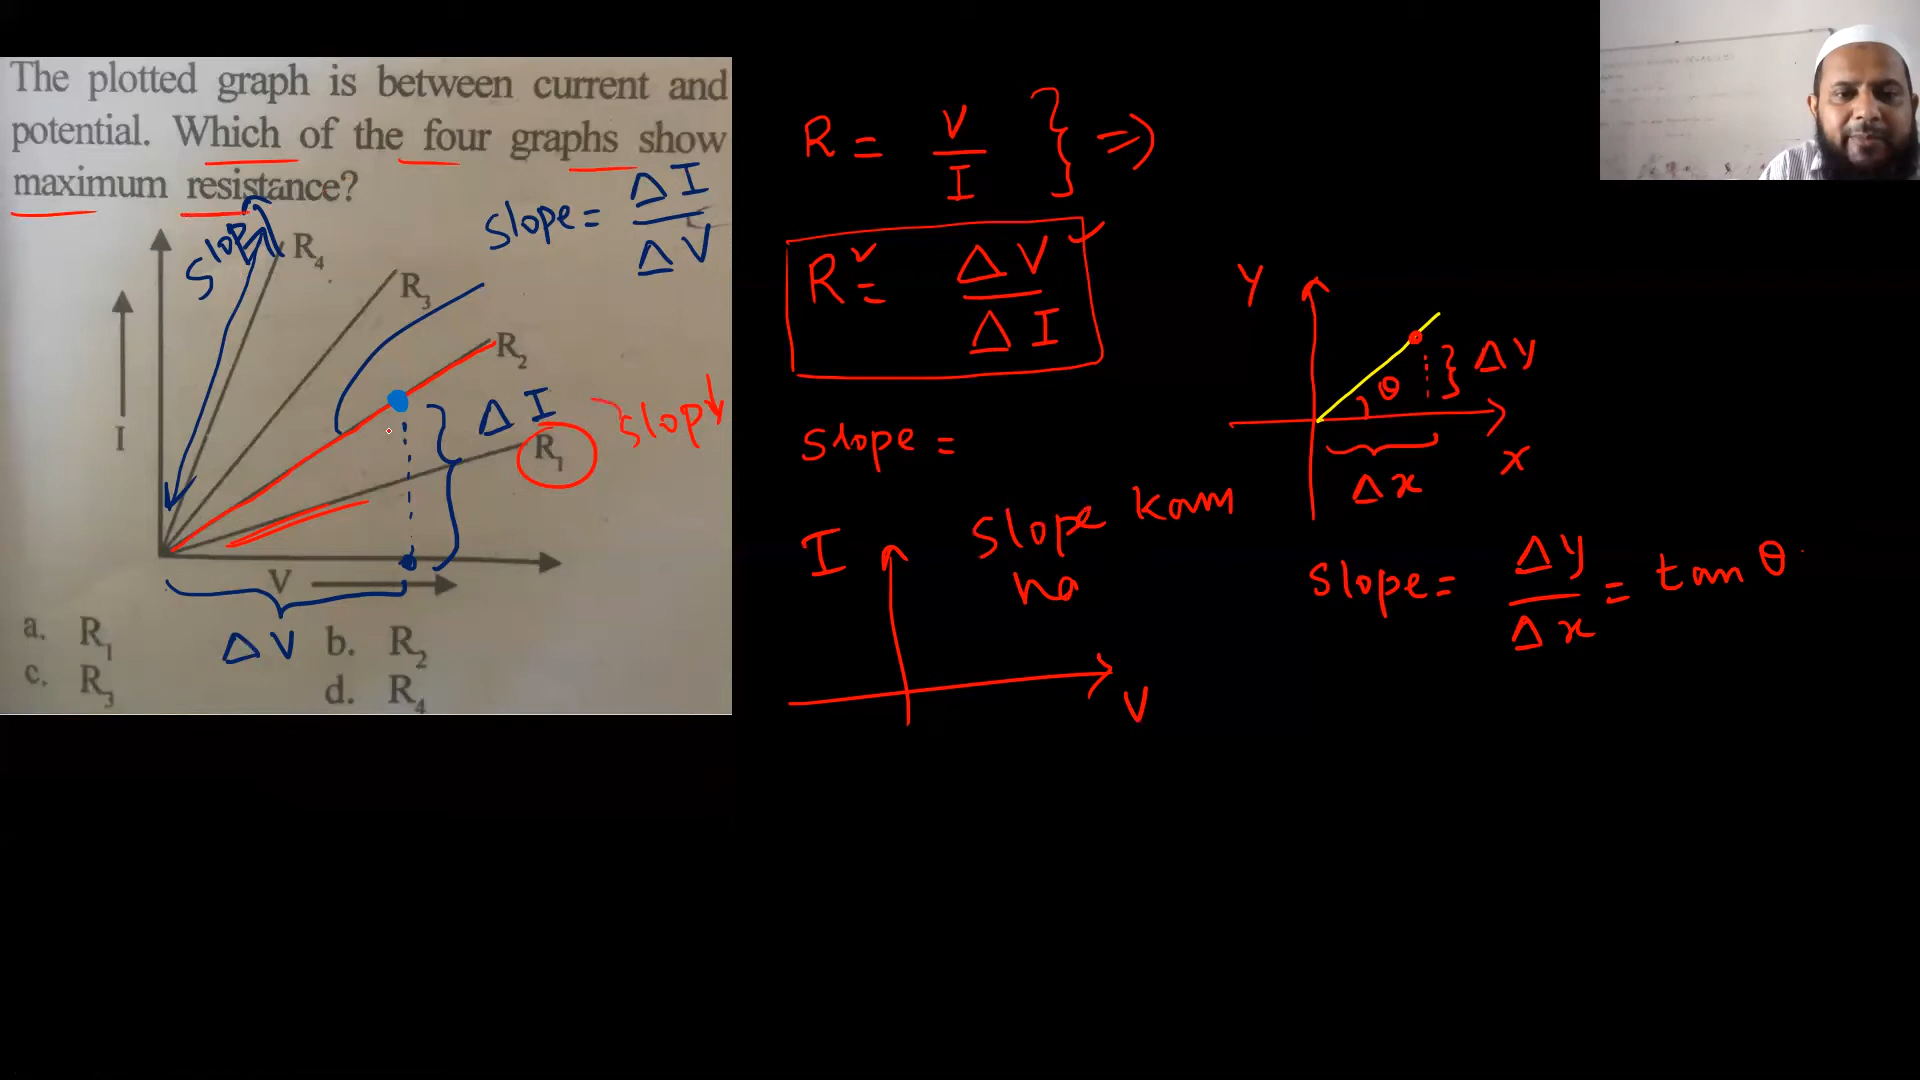 The plotted graph is between current and
potential. Which of the four graphs show
maximum resistance?
slope = ΔI/ΔV
slop
R4
R3
R2
ΔI
R1
slop↓
I
V
ΔV
a. R1
b. R2
c. R3
d. R4
R = V/I } ⇒
R = ΔV/ΔI
slope =
slope kam
ho
I
V
Y
θ
Δy
x
Δx
slope = Δy/Δx = tan θ